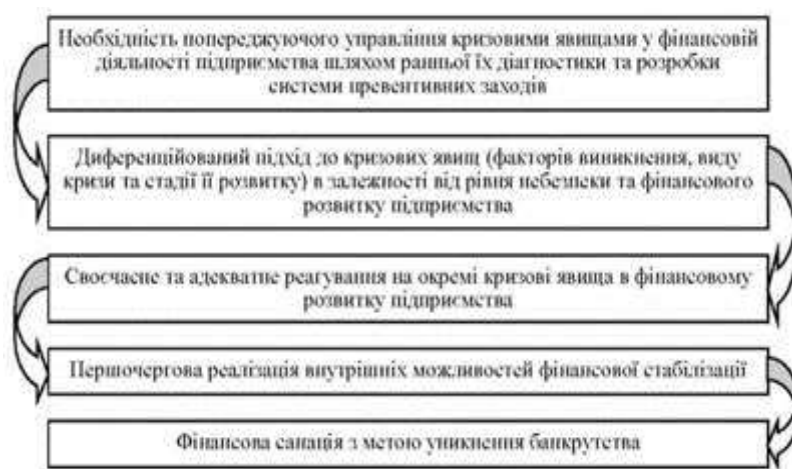 Необхідність попереджуючого управління кризовими явищами у фінансовій
діяльності підприємства шляхом ранньої їх діагностики та розробки
системи превентивних заходів
Диференційований підхід до кризових явищ (факторів виникнення, виду
кризи та стадії її розвитку) в залежності від рівня небезпеки та фінансового
розвитку підприємства
Своєчасне та адекватне реагування на окремі кризові явища в фінансовому
розвитку підприємства
Першочергова реалізація внутрішніх можливостей фінансової стабілізації
Фінансова санація з метою уникнення банкрутства